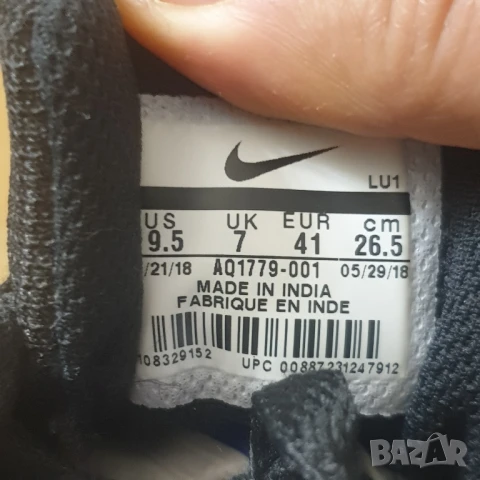 LU1
US UK EUR cm
9.5 7 41 26.5
/21/18 AQ1779-001 05/29/18
MADE IN INDIA
FABRIQUE EN INDE
108329152 UPC 00887231247912
BAZAR